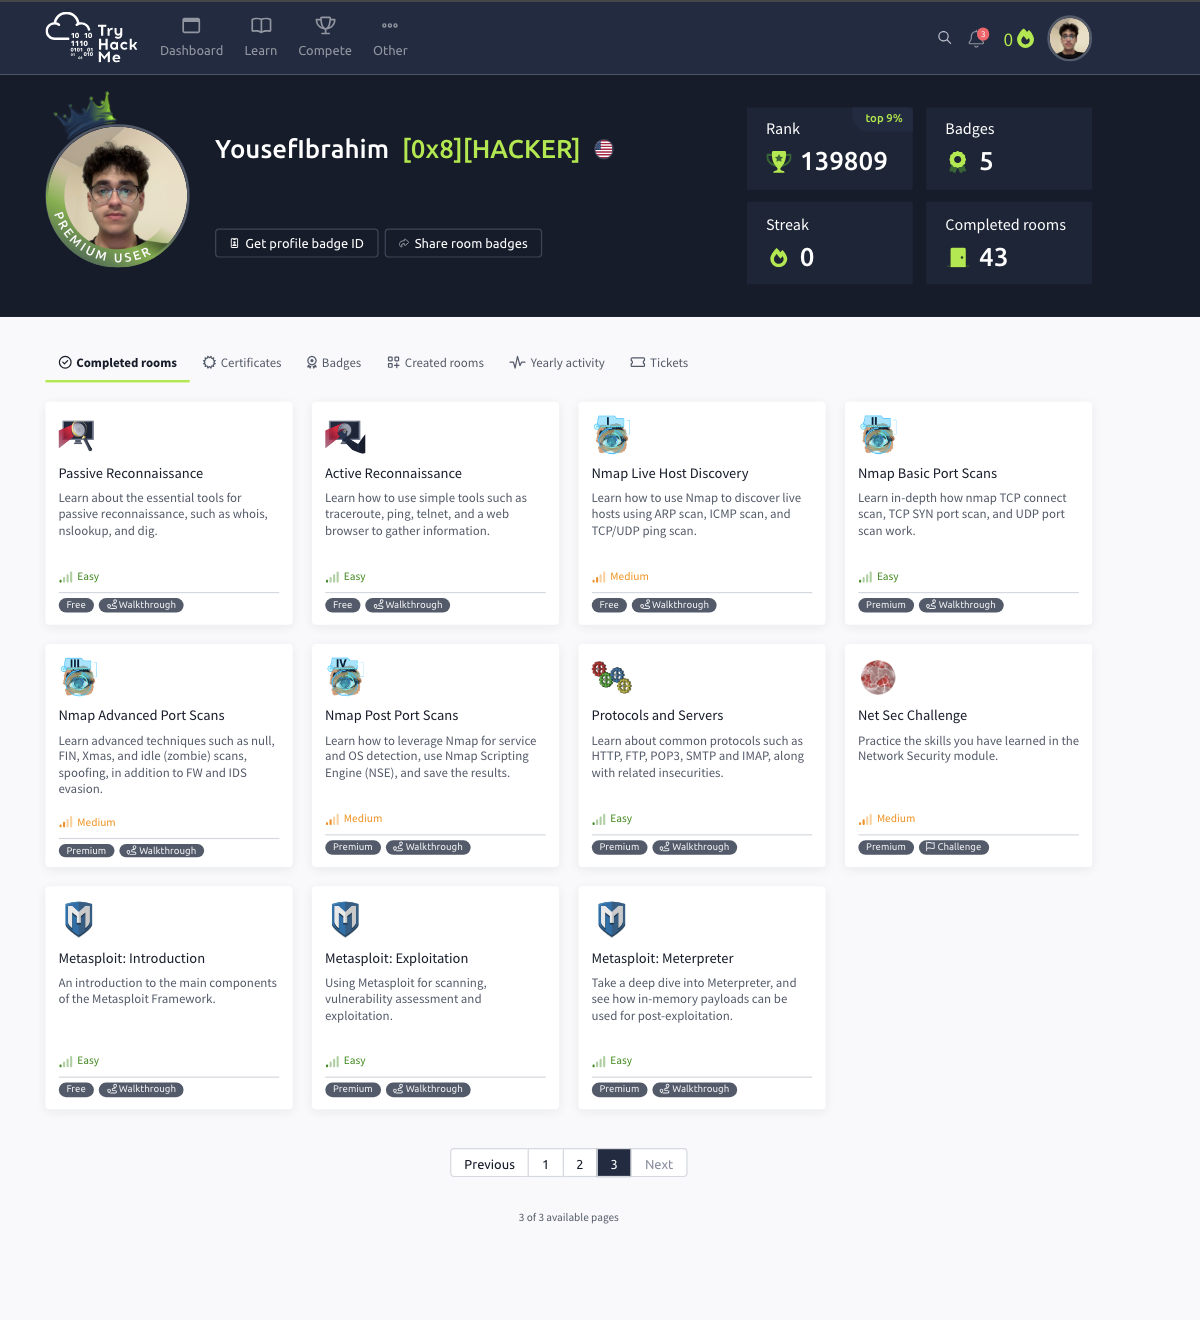 Try
Hack
Me
Dashboard
Learn
Compete
Other
3
0
PREMIUM USER
YousefIbrahim [0x8][HACKER]
Get profile badge ID
Share room badges
Rank
top 9%
139809
Badges
5
Streak
0
Completed rooms
43
Completed rooms
Certificates
Badges
Created rooms
Yearly activity
Tickets
Passive Reconnaissance
Learn about the essential tools for
passive reconnaissance, such as whois,
nslookup, and dig.
Easy
Free
Walkthrough
Active Reconnaissance
Learn how to use simple tools such as
traceroute, ping, telnet, and a web
browser to gather information.
Easy
Free
Walkthrough
I
Nmap Live Host Discovery
Learn how to use Nmap to discover live
hosts using ARP scan, ICMP scan, and
TCP/UDP ping scan.
Medium
Free
Walkthrough
II
Nmap Basic Port Scans
Learn in-depth how nmap TCP connect
scan, TCP SYN port scan, and UDP port
scan work.
Easy
Premium
Walkthrough
III
Nmap Advanced Port Scans
Learn advanced techniques such as null,
FIN, Xmas, and idle (zombie) scans,
spoofing, in addition to FW and IDS
evasion.
Medium
Premium
Walkthrough
IV
Nmap Post Port Scans
Learn how to leverage Nmap for service
and OS detection, use Nmap Scripting
Engine (NSE), and save the results.
Medium
Premium
Walkthrough
Protocols and Servers
Learn about common protocols such as
HTTP, FTP, POP3, SMTP and IMAP, along
with related insecurities.
Easy
Premium
Walkthrough
Net Sec Challenge
Practice the skills you have learned in the
Network Security module.
Medium
Premium
Challenge
Metasploit: Introduction
An introduction to the main components
of the Metasploit Framework.
Easy
Free
Walkthrough
Metasploit: Exploitation
Using Metasploit for scanning,
vulnerability assessment and
exploitation.
Easy
Premium
Walkthrough
Metasploit: Meterpreter
Take a deep dive into Meterpreter, and
see how in-memory payloads can be
used for post-exploitation.
Easy
Premium
Walkthrough
Previous
1
2
3
Next
3 of 3 available pages